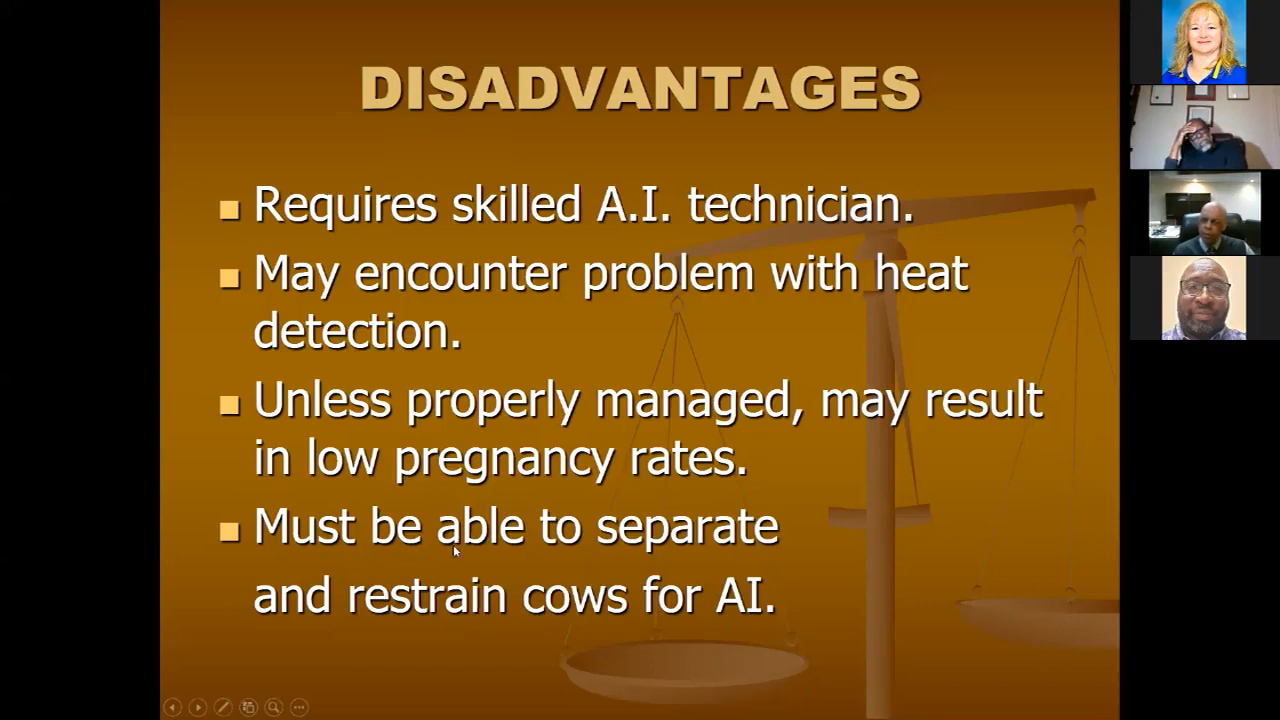 DISADVANTAGES
Requires skilled A.I. technician.
May encounter problem with heat
detection.
Unless properly managed, may result
in low pregnancy rates.
Must be able to separate
and restrain cows for AI.